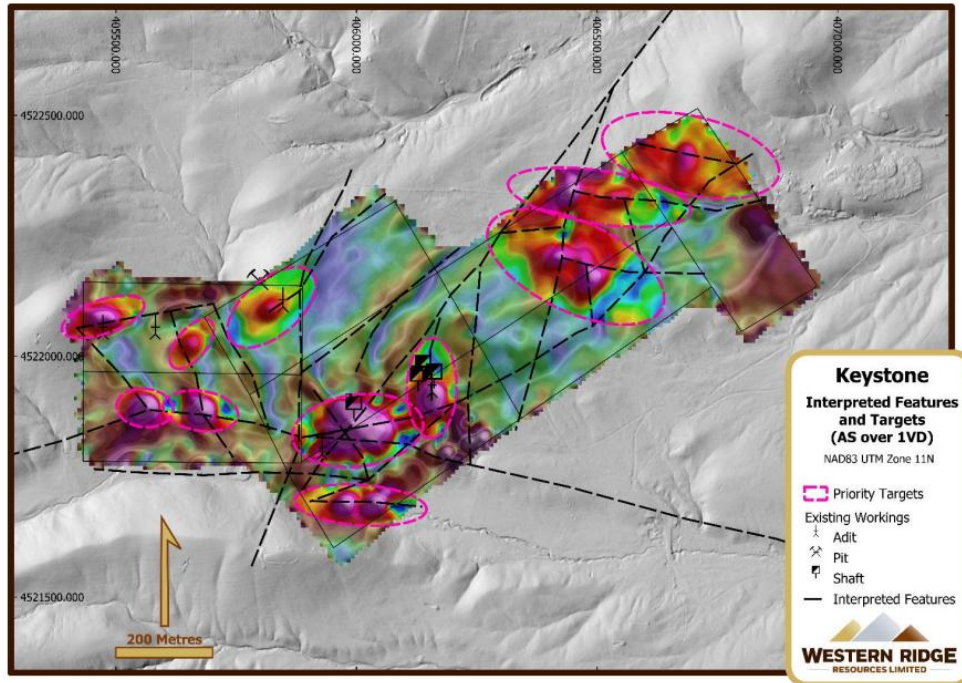 405500.000
406000.000
406500.000
407000.000
4522500.000
4522000.000
4521500.000
200 Metres
Keystone
Interpreted Features
and Targets
(AS over 1VD)
NAD83 UTM Zone 11N
Priority Targets
Existing Workings
Adit
Pit
Shaft
Interpreted Features
WESTERN RIDGE
RESOURCES LIMITED